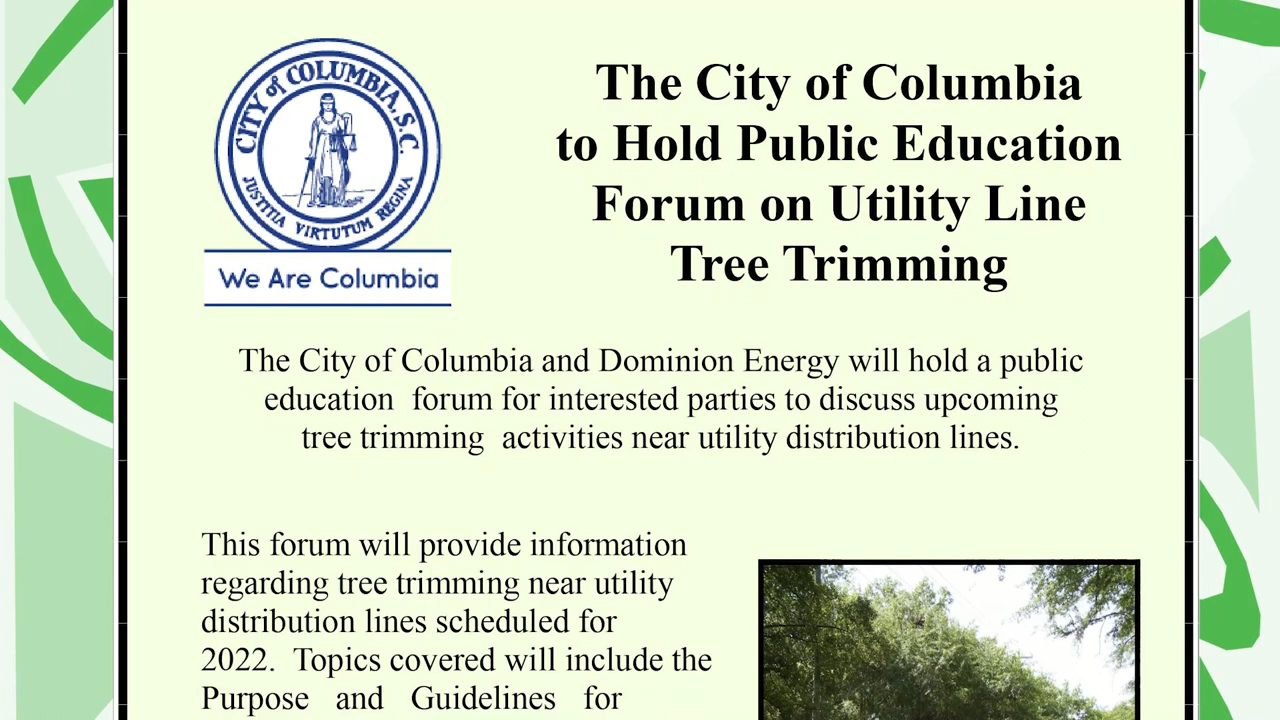 CITY of COLUMBIA, S.C.
JUSTITIA VIRTUTUM REGINA
We Are Columbia
The City of Columbia
to Hold Public Education
Forum on Utility Line
Tree Trimming
The City of Columbia and Dominion Energy will hold a public
education forum for interested parties to discuss upcoming
tree trimming activities near utility distribution lines.
This forum will provide information
regarding tree trimming near utility
distribution lines scheduled for
2022. Topics covered will include the
Purpose and Guidelines for